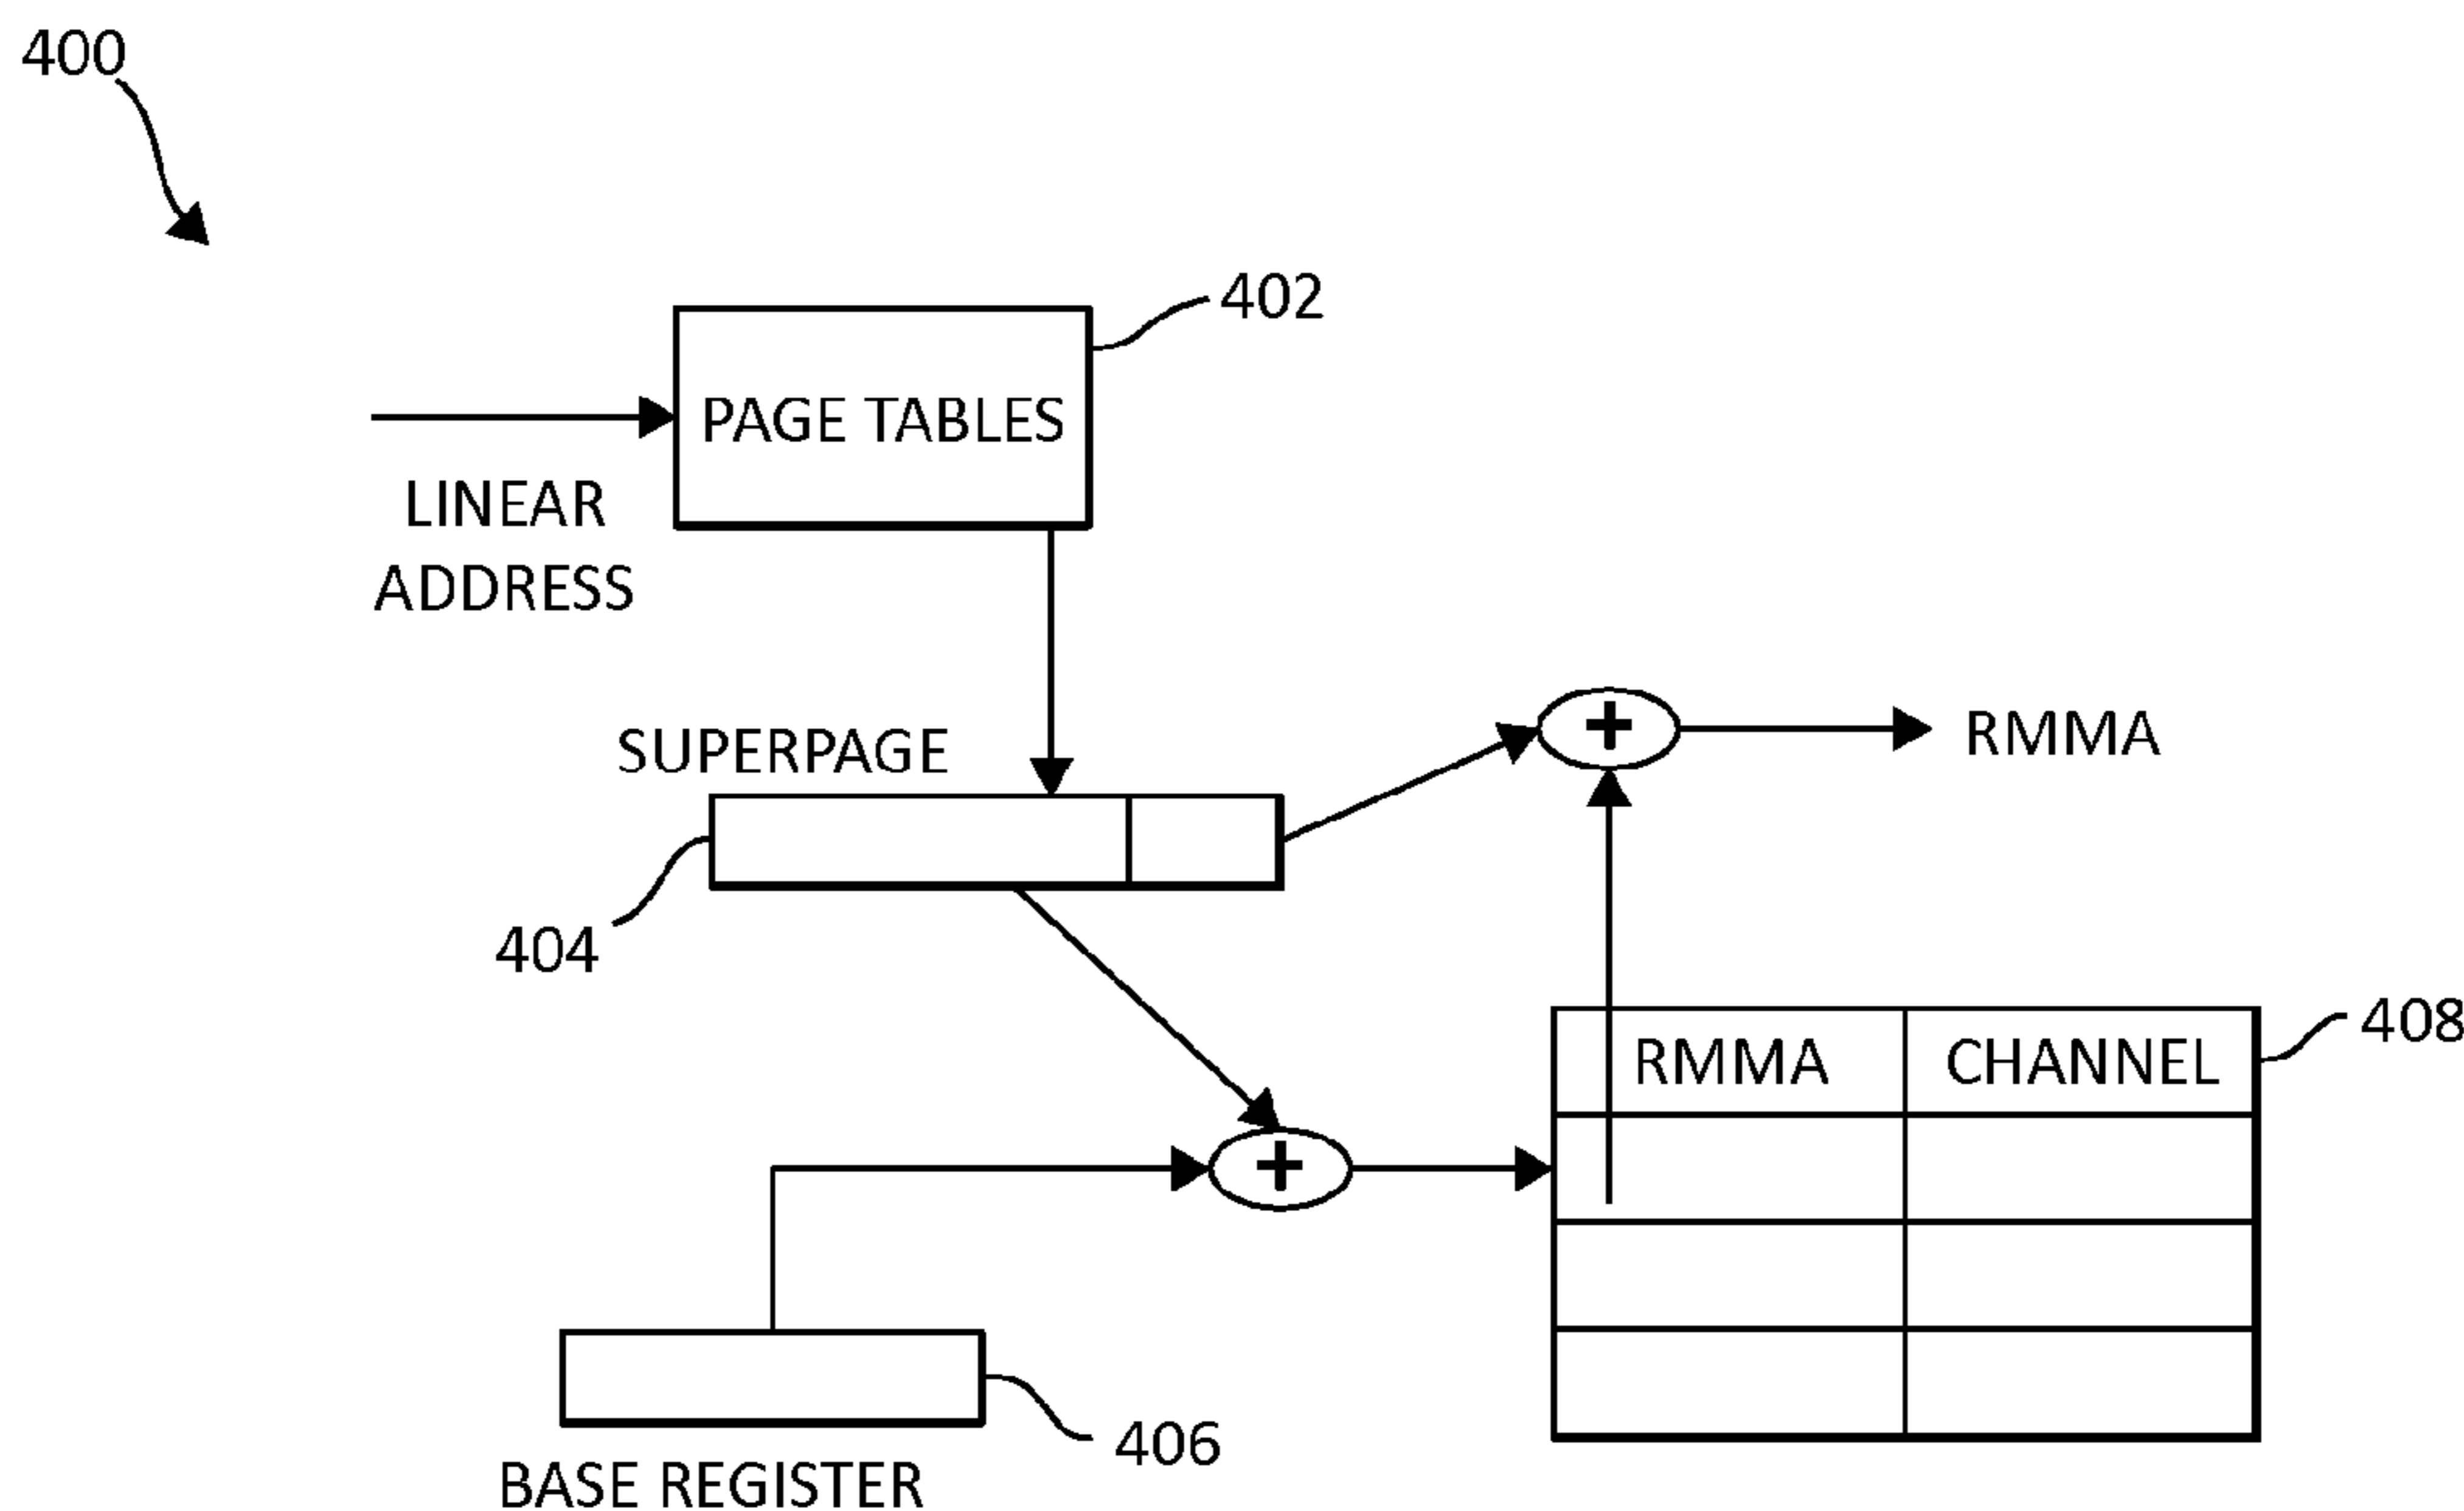 400
402
PAGE TABLES
LINEAR
ADDRESS
SUPERPAGE
+
RMMA
404
RMMA
CHANNEL
408
+
406
BASE REGISTER